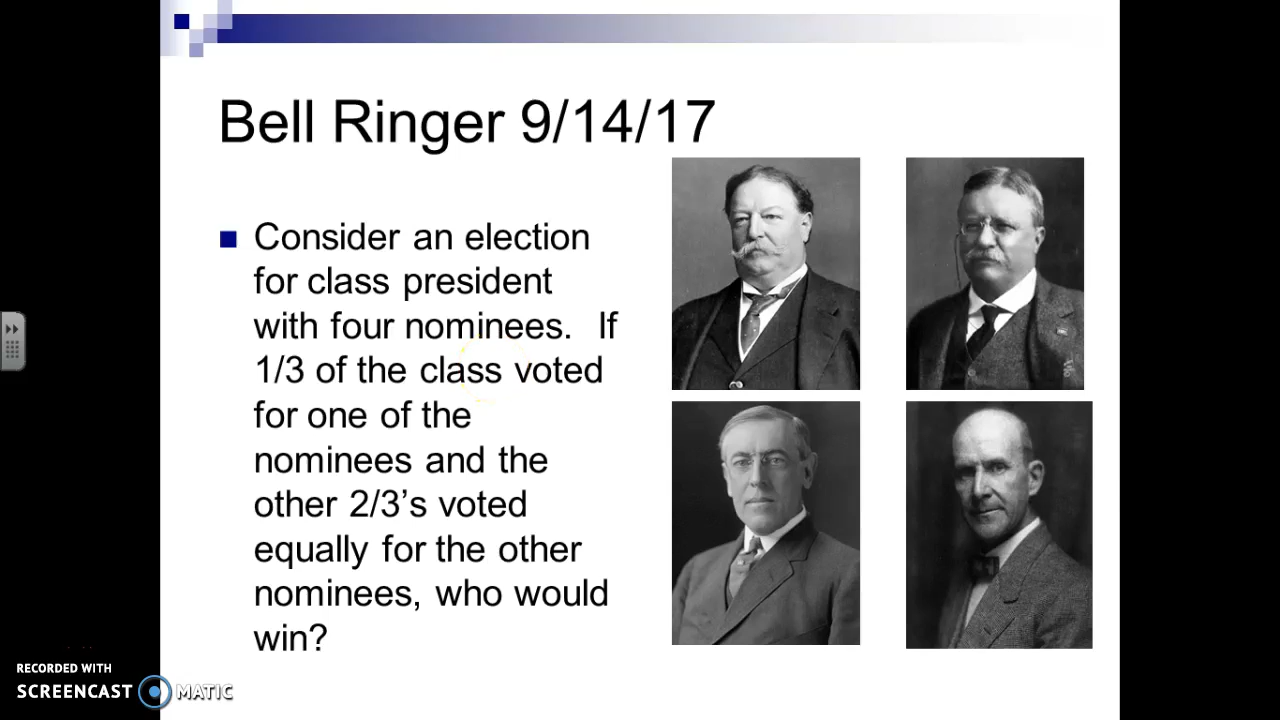 Bell Ringer 9/14/17
Consider an election
for class president
with four nominees. If
1/3 of the class voted
for one of the
nominees and the
other 2/3’s voted
equally for the other
nominees, who would
win?
RECORDED WITH
SCREENCAST MATIC